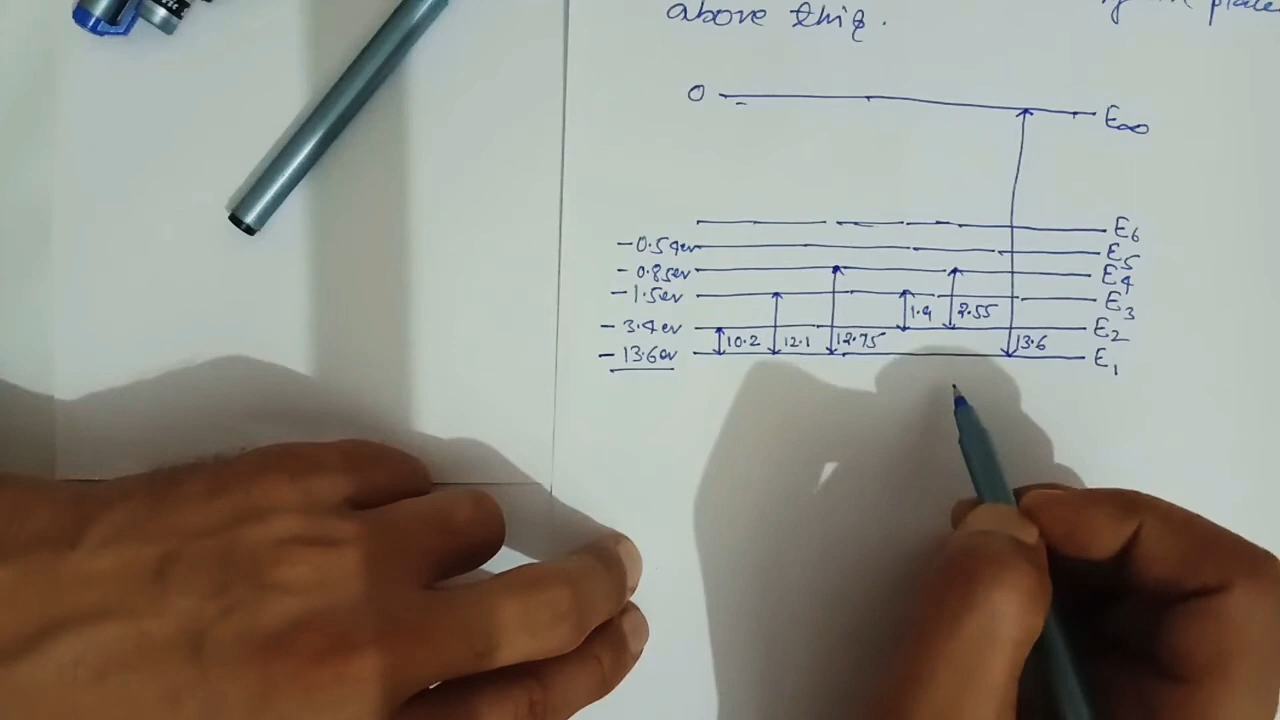 above this.
plate
0 E∞
E6
-0.54ev E5
-0.85ev E4
-1.5ev 1.9 2.55 E3
-3.4ev E2
10.2 12.1 12.75 13.6
-13.6ev E1